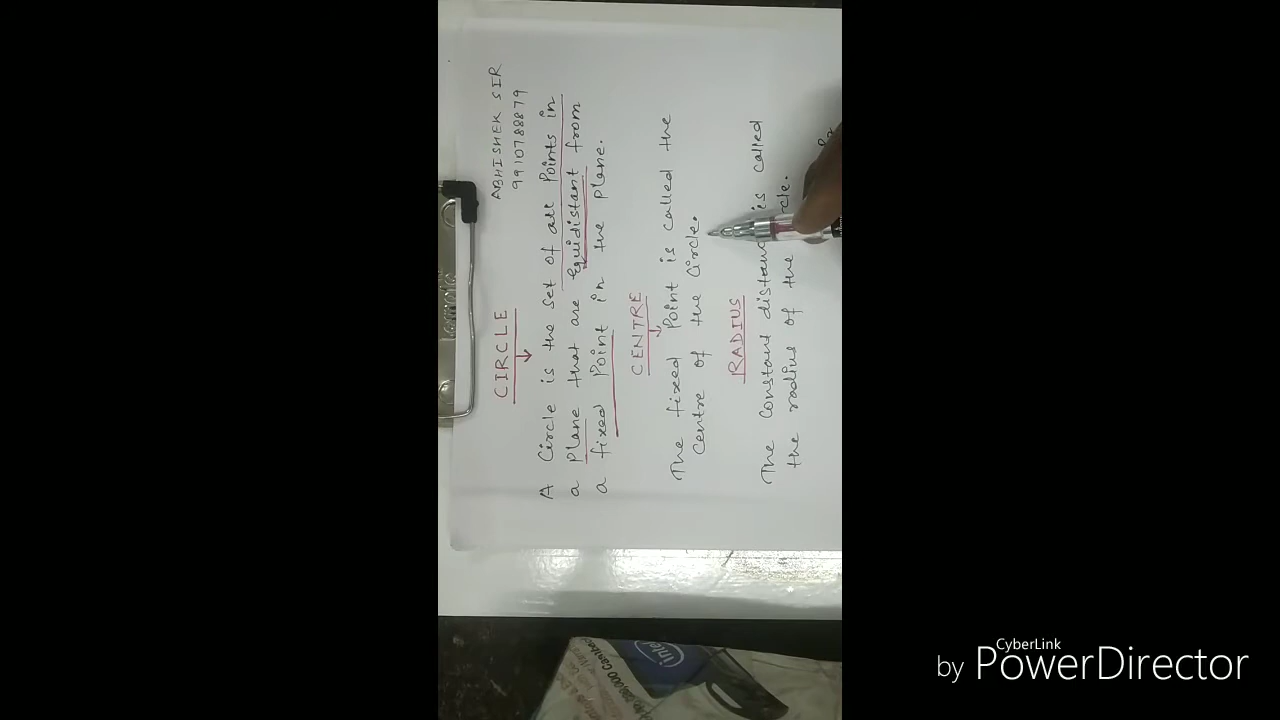 ABHISHEK SIR
9910788879
CIRCLE
A Circle is the set of all Points in
a Plane that are equidistant from
a fixed Point in the Plane.
CENTRE
The fixed Point is called the
Centre of the Circle.
RADIUS
The Constant distance is called
the radius of the
intel
CyberLink
by PowerDirector